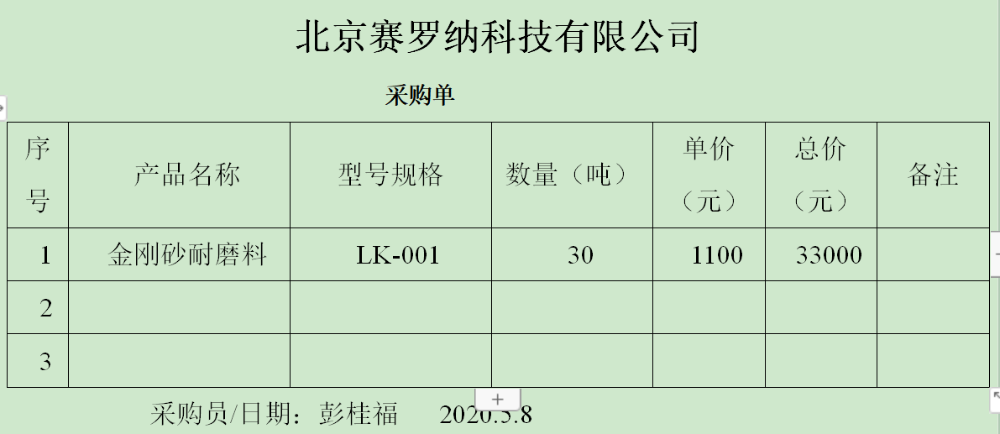 北京赛罗纳科技有限公司
采购单
序号 产品名称 型号规格 数量（吨） 单价（元） 总价（元） 备注
1 金刚砂耐磨料 LK-001 30 1100 33000
2
3
采购员/日期：彭桂福 2020.5.8